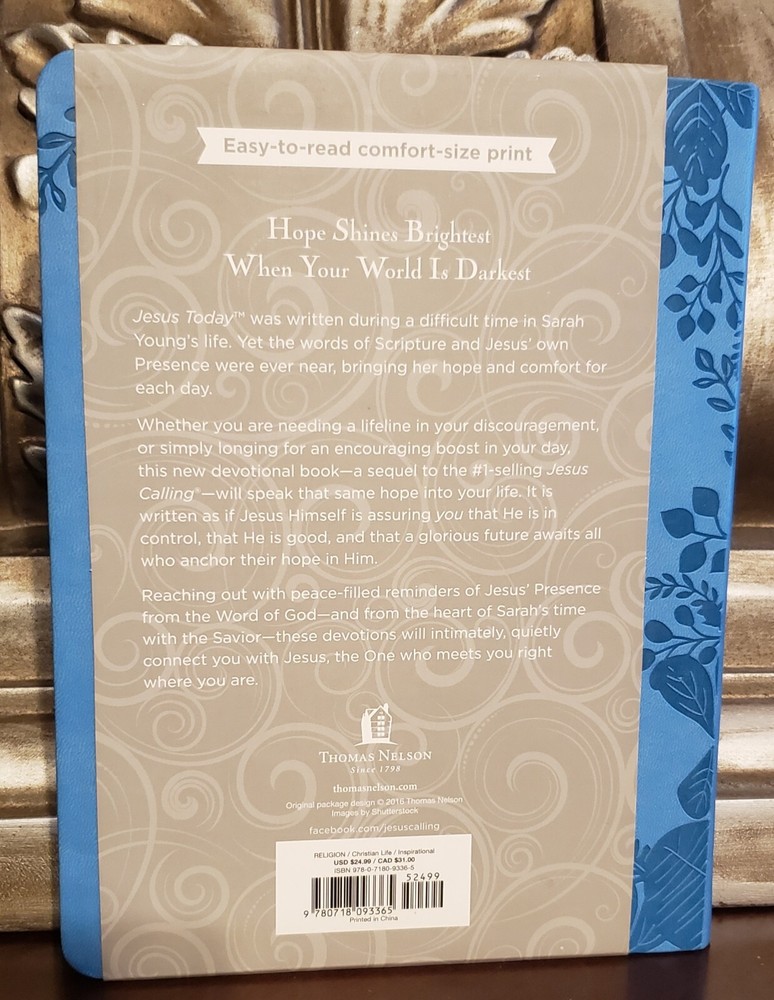 Easy-to-read comfort-size print
Hope Shines Brightest
When Your World Is Darkest
Jesus Today™ was written during a difficult time in Sarah
Young's life. Yet the words of Scripture and Jesus' own
Presence were ever near, bringing her hope and comfort for
each day.
Whether you are needing a lifeline in your discouragement,
or simply longing for an encouraging boost in your day,
this new devotional book—a sequel to the #1-selling Jesus
Calling®—will speak that same hope into your life. It is
written as if Jesus Himself is assuring you that He is in
control, that He is good, and that a glorious future awaits all
who anchor their hope in Him.
Reaching out with peace-filled reminders of Jesus' Presence
from the Word of God—and from the heart of Sarah's time
with the Savior—these devotions will intimately, quietly
connect you with Jesus, the One who meets you right
where you are.
Thomas Nelson
Since 1798
thomasnelson.com
Original package design © 2016 Thomas Nelson
Images by Shutterstock
facebook.com/jesuscalling
RELIGION / Christian Life / Inspirational
USD $24.99 / CAD $31.00
ISBN 978-0-7180-9336-5
52499
9 780718 093365
Printed in China